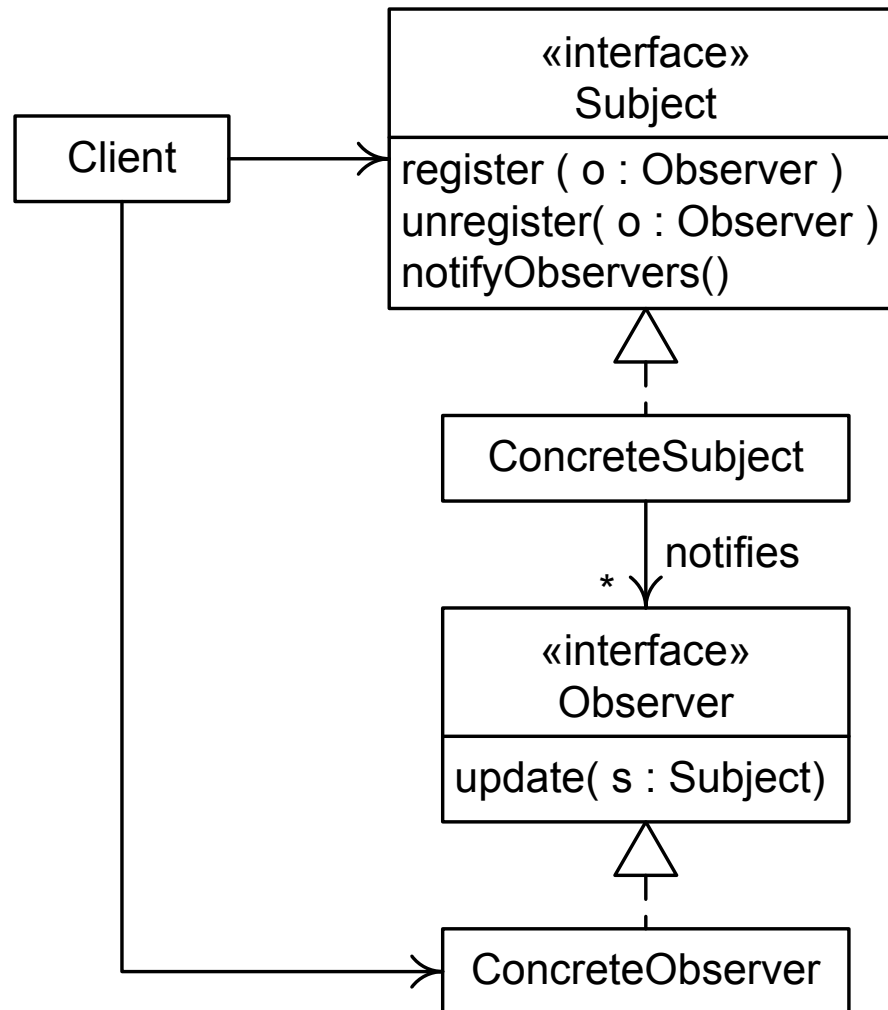 «interface»
Subject
Client
register ( o : Observer )
unregister( o : Observer )
notifyObservers()
ConcreteSubject
notifies
*
«interface»
Observer
update( s : Subject)
ConcreteObserver